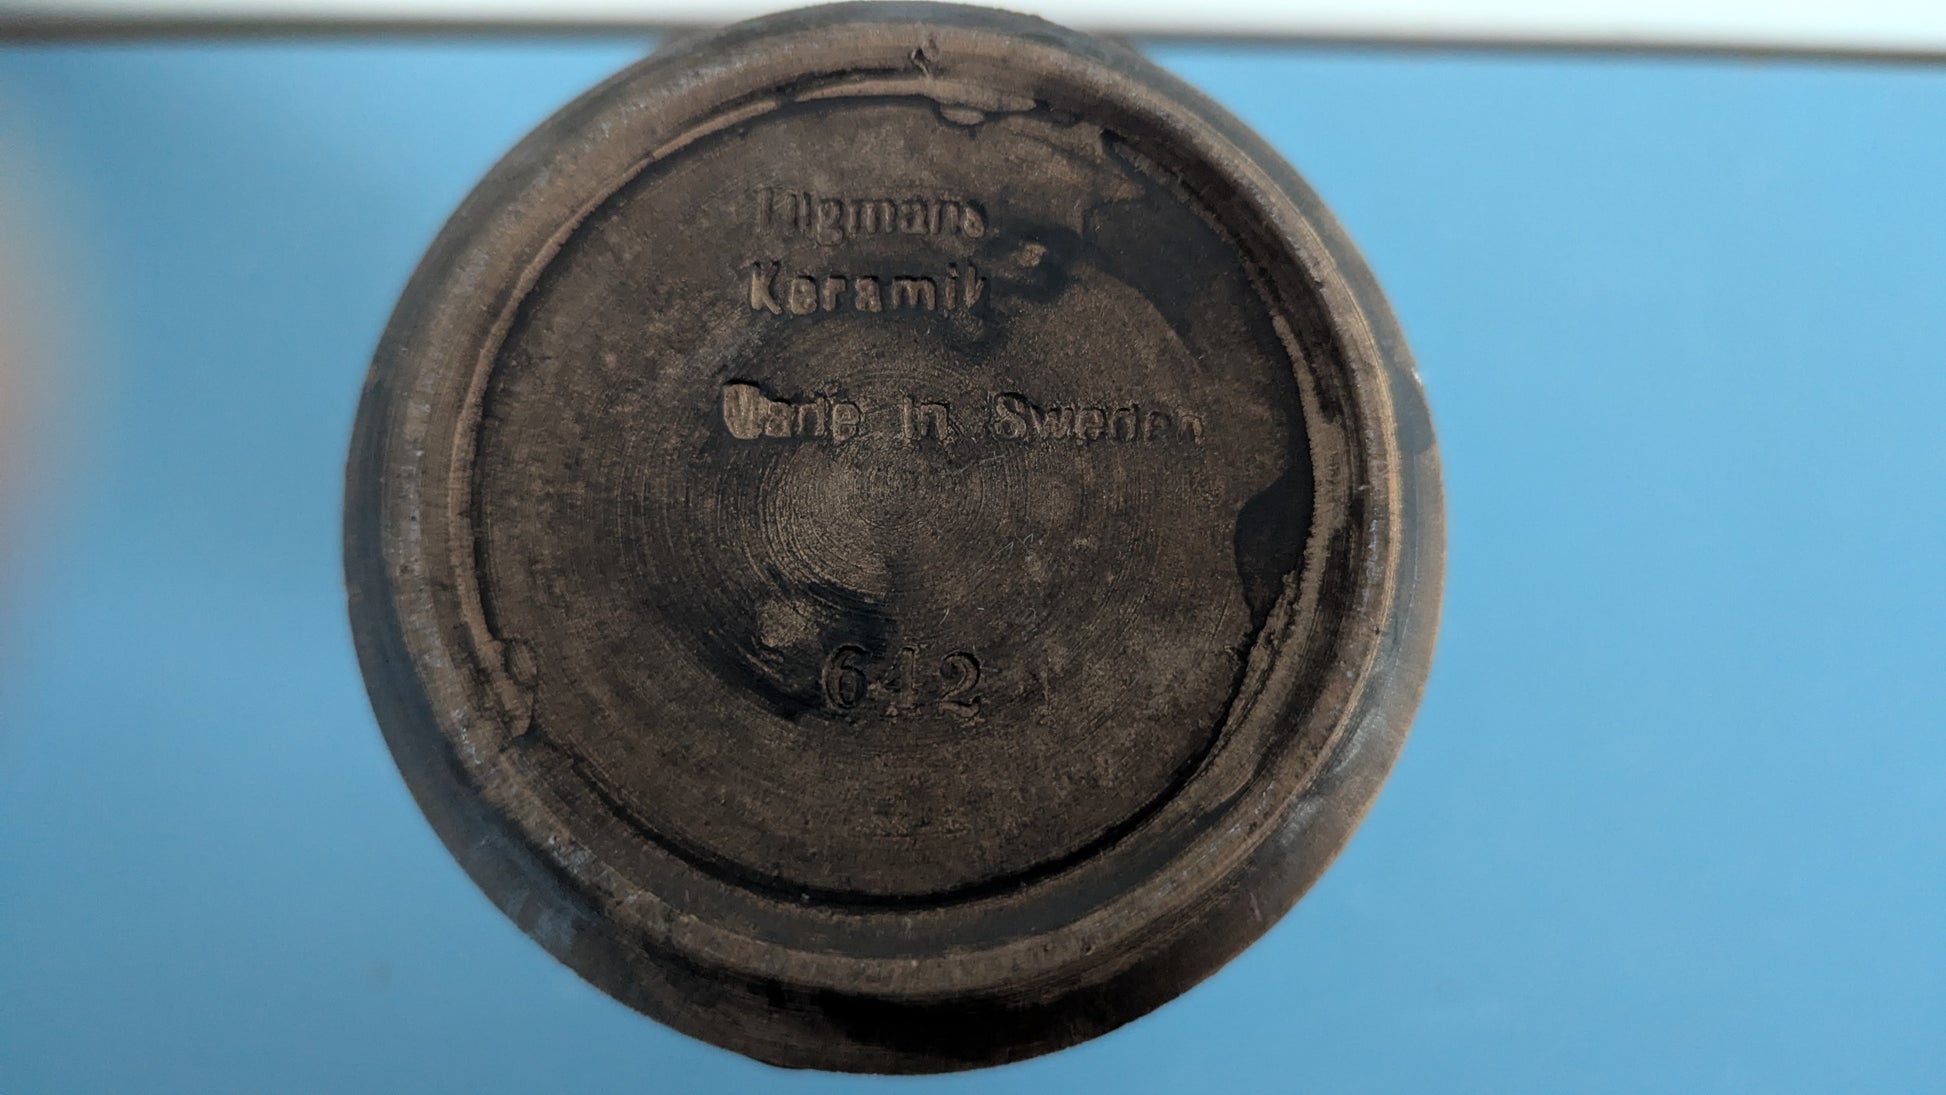 Tilgmans
Keramik
Made in Sweden
642